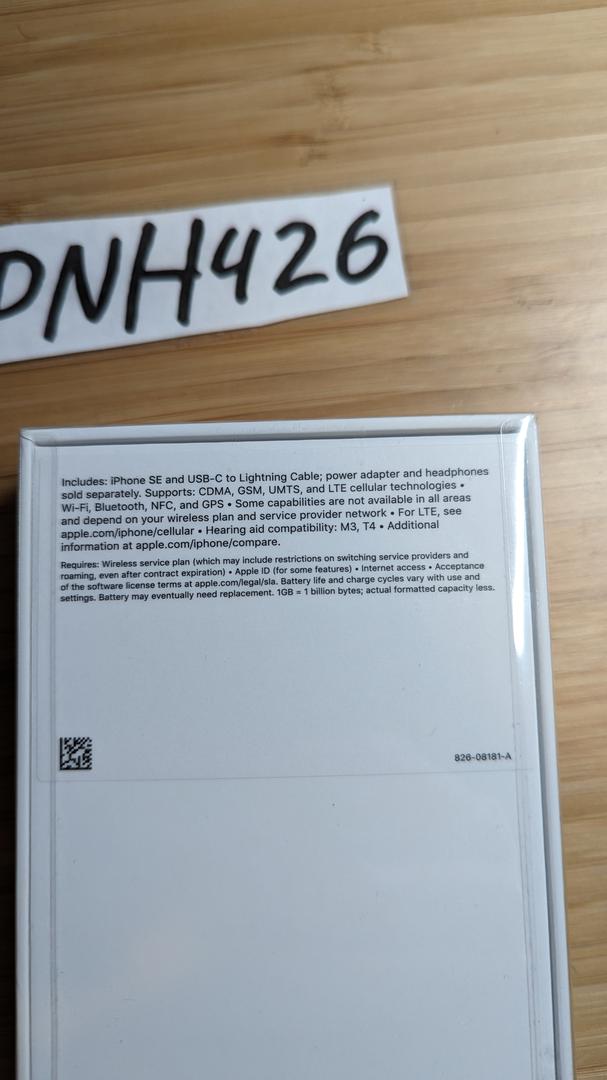 DNH426
Includes: iPhone SE and USB-C to Lightning Cable; power adapter and headphones
sold separately. Supports: CDMA, GSM, UMTS, and LTE cellular technologies •
Wi-Fi, Bluetooth, NFC, and GPS • Some capabilities are not available in all areas
and depend on your wireless plan and service provider network • For LTE, see
apple.com/iphone/cellular • Hearing aid compatibility: M3, T4 • Additional
information at apple.com/iphone/compare.
Requires: Wireless service plan (which may include restrictions on switching service providers and
roaming, even after contract expiration) • Apple ID (for some features) • Internet access • Acceptance
of the software license terms at apple.com/legal/sla. Battery life and charge cycles vary with use and
settings. Battery may eventually need replacement. 1GB = 1 billion bytes; actual formatted capacity less.
826-08181-A